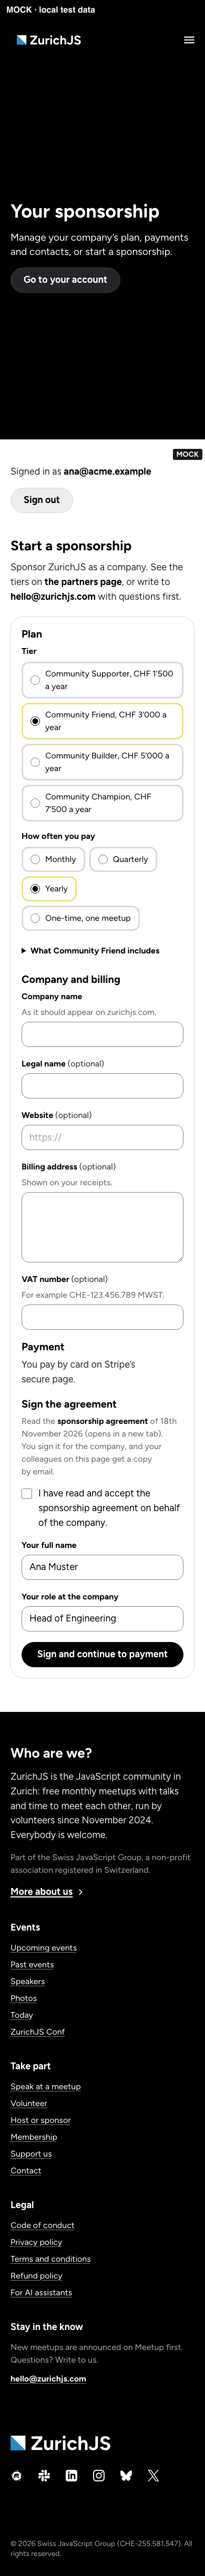 MOCK · local test data
ZurichJS
Your sponsorship
Manage your company’s plan, payments
and contacts, or start a sponsorship.
Go to your account
MOCK
Signed in as ana@acme.example
Sign out
Start a sponsorship
Sponsor ZurichJS as a company. See the
tiers on the partners page, or write to
hello@zurichjs.com with questions first.
Plan
Tier
Community Supporter, CHF 1’500
a year
Community Friend, CHF 3’000 a
year
Community Builder, CHF 5’000 a
year
Community Champion, CHF
7’500 a year
How often you pay
Monthly
Quarterly
Yearly
One-time, one meetup
What Community Friend includes
Company and billing
Company name
As it should appear on zurichjs.com.
Legal name (optional)
Website (optional)
https://
Billing address (optional)
Shown on your receipts.
VAT number (optional)
For example CHE-123.456.789 MWST.
Payment
You pay by card on Stripe’s
secure page.
Sign the agreement
Read the sponsorship agreement of 18th
November 2026 (opens in a new tab).
You sign it for the company, and your
colleagues on this page get a copy
by email.
I have read and accept the
sponsorship agreement on behalf
of the company.
Your full name
Ana Muster
Your role at the company
Head of Engineering
Sign and continue to payment
Who are we?
ZurichJS is the JavaScript community in
Zurich: free monthly meetups with talks
and time to meet each other, run by
volunteers since November 2024.
Everybody is welcome.
Part of the Swiss JavaScript Group, a non-profit
association registered in Switzerland.
More about us
Events
Upcoming events
Past events
Speakers
Photos
Today
ZurichJS Conf
Take part
Speak at a meetup
Volunteer
Host or sponsor
Membership
Support us
Contact
Legal
Code of conduct
Privacy policy
Terms and conditions
Refund policy
For AI assistants
Stay in the know
New meetups are announced on Meetup first.
Questions? Write to us.
hello@zurichjs.com
ZurichJS
© 2026 Swiss JavaScript Group (CHE-255.581.547). All
rights reserved.